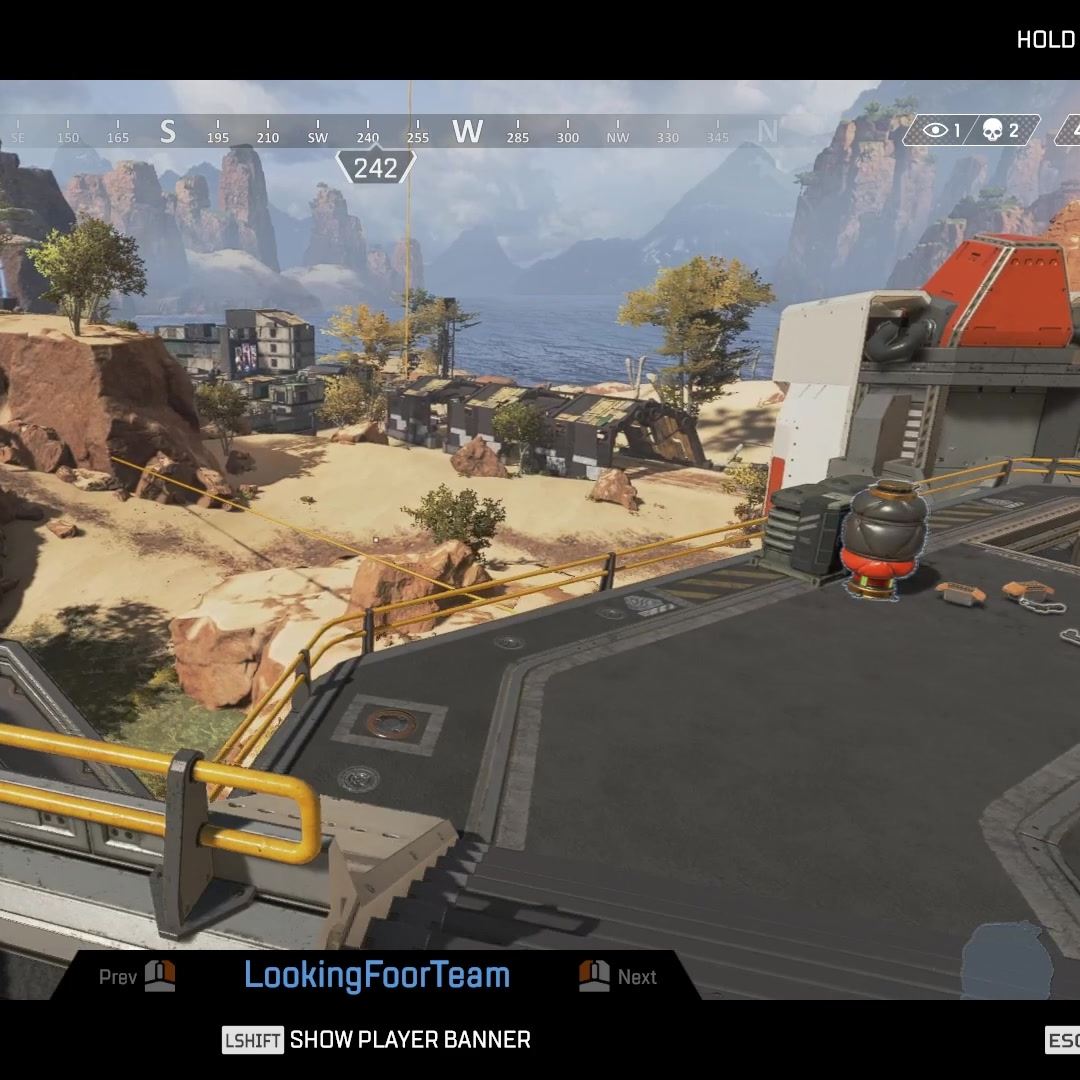 HOLD
SE 150 165 S 195 210 SW 240 255 W 285 300 NW 330 345 N
242
1 2 4
Prev LookingFoorTeam Next
LSHIFT SHOW PLAYER BANNER
ESC